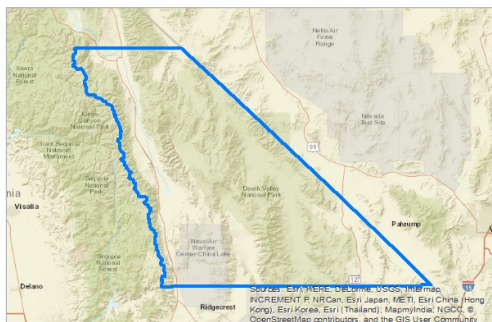 Nellis Air
Force
Range
Sierra
National
Forest
Kings
Canyon
National Park
Nevada
Test Site
95
Giant Sequoia
National
Monument
Sequoia
National
Park
Death Valley
National Park
nia
Visalia
Pahrump
Naval Air
Warfare
Center-China Lake
Sequoia
National
Forest
127
15
Delano
Ridgecrest
Sources: Esri, HERE, DeLorme, USGS, Intermap,
INCREMENT P, NRCan, Esri Japan, METI, Esri China (Hong
Kong), Esri Korea, Esri (Thailand), MapmyIndia, NGCC, ©
OpenStreetMap contributors, and the GIS User Community